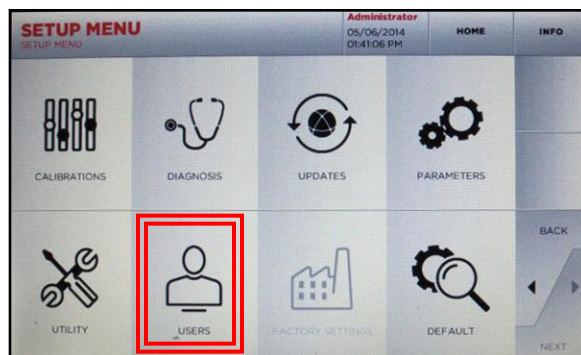 SETUP MENU
SETUP MENU
Administrator
05/06/2014
01:41:06 PM
HOME
INFO
CALIBRATIONS
DIAGNOSIS
UPDATES
PARAMETERS
BACK
UTILITY
USERS
FACTORY SETTINGS
DEFAULT
NEXT